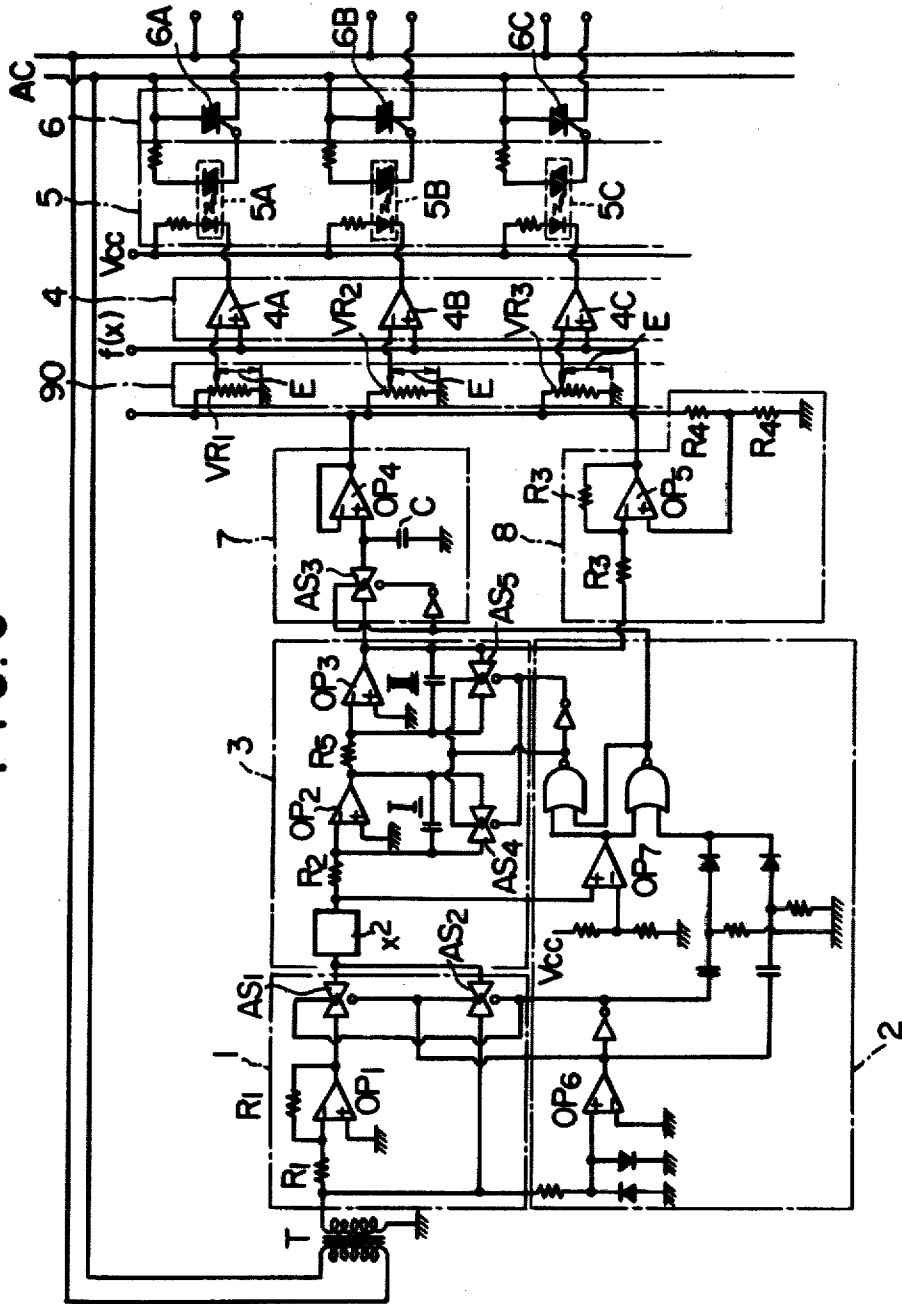 AC
6
5
Vcc
4
f(x)
90
6A
6B
6C
5A
5B
5C
4A
4B
4C
VR1
VR2
VR3
E
E
E
7
OP4
C
AS3
8
R3
R3
OP5
R4
R4
3
OP3
II
AS5
R5
OP2
I
AS4
R2
x2
1
AS1
AS2
R1
R1
OP1
T
2
Vcc
OP7
OP6